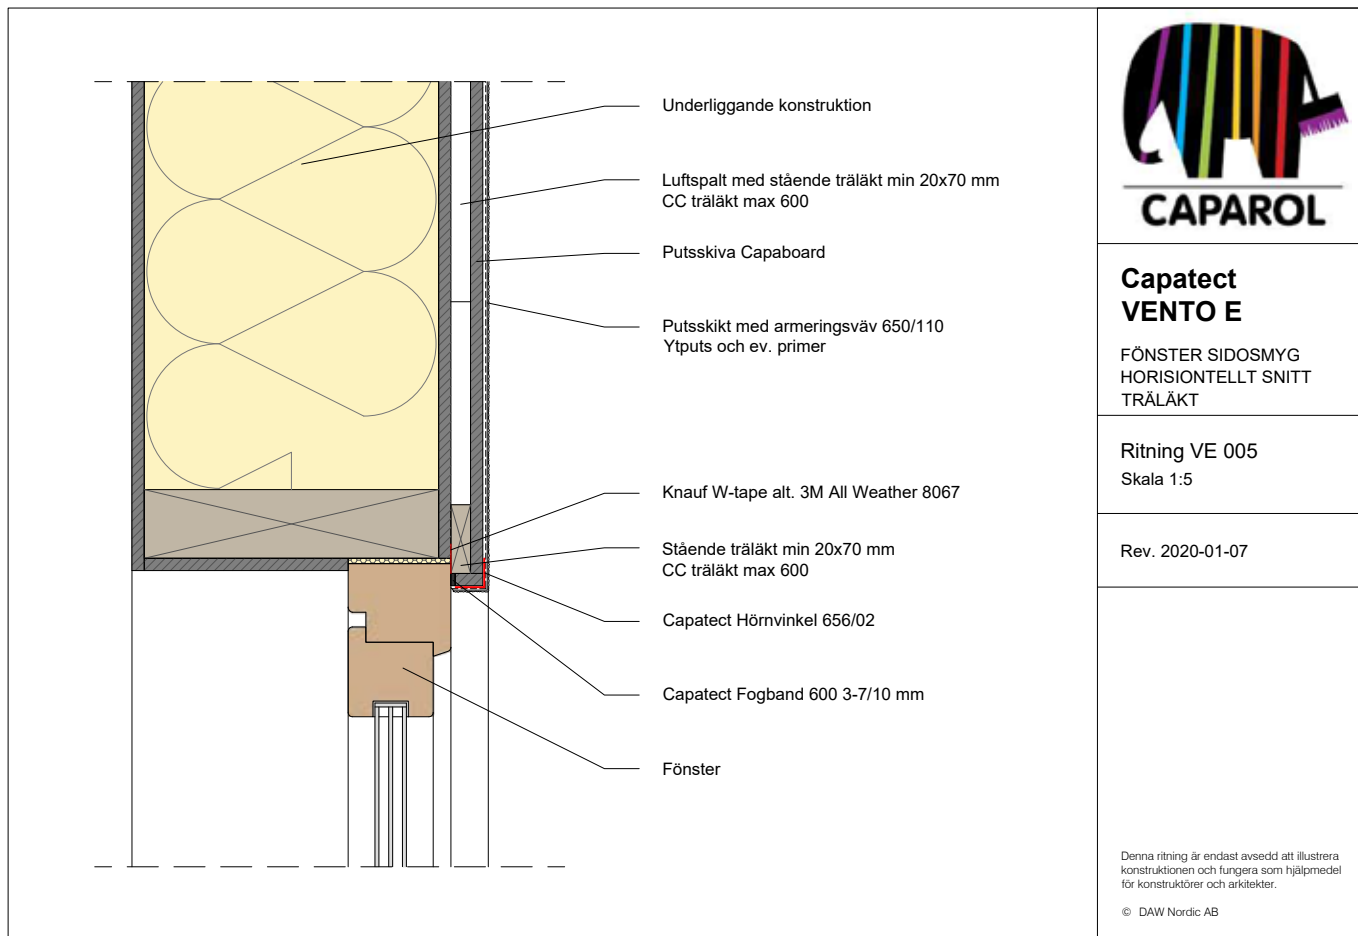 Underliggande konstruktion
Luftspalt med stående träläkt min 20x70 mm
CC träläkt max 600
Putsskiva Capaboard
Putsskikt med armeringsväv 650/110
Ytputs och ev. primer
Knauf W-tape alt. 3M All Weather 8067
Stående träläkt min 20x70 mm
CC träläkt max 600
Capatect Hörnvinkel 656/02
Capatect Fogband 600 3-7/10 mm
Fönster
CAPAROL
Capatect
VENTO E
FÖNSTER SIDOSMYG
HORISIONTELLT SNITT
TRÄLÄKT
Ritning VE 005
Skala 1:5
Rev. 2020-01-07
Denna ritning är endast avsedd att illustrera
konstruktionen och fungera som hjälpmedel
för konstruktörer och arkitekter.
© DAW Nordic AB